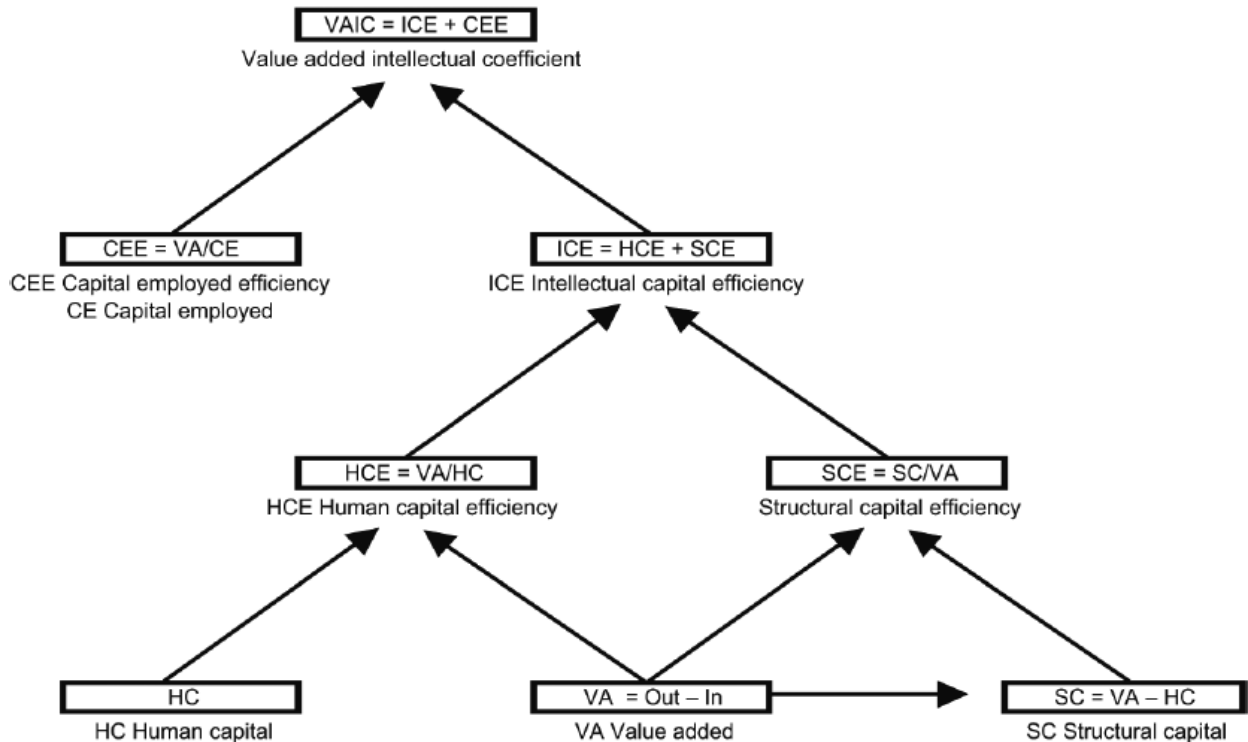 VAIC = ICE + CEE
Value added intellectual coefficient
CEE = VA/CE
CEE Capital employed efficiency
CE Capital employed
ICE = HCE + SCE
ICE Intellectual capital efficiency
HCE = VA/HC
HCE Human capital efficiency
SCE = SC/VA
Structural capital efficiency
HC
HC Human capital
VA = Out – In
VA Value added
SC = VA – HC
SC Structural capital